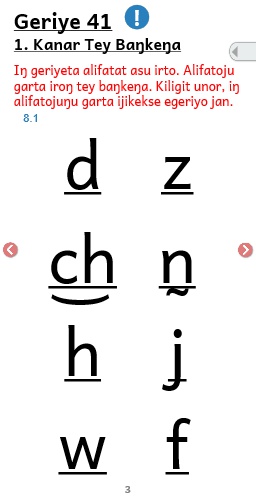 Geriye 41 !
1. Kanar Tey Baŋkeŋa
Iŋ geriyeta alifatat asu irto. Alifatoju
garta iroŋ tey baŋkeŋa. Kiligit unor, iŋ
alifatojuŋu garta ijikekse egeriyo jan.
8.1
d z
ch ñ
h j
w f
3